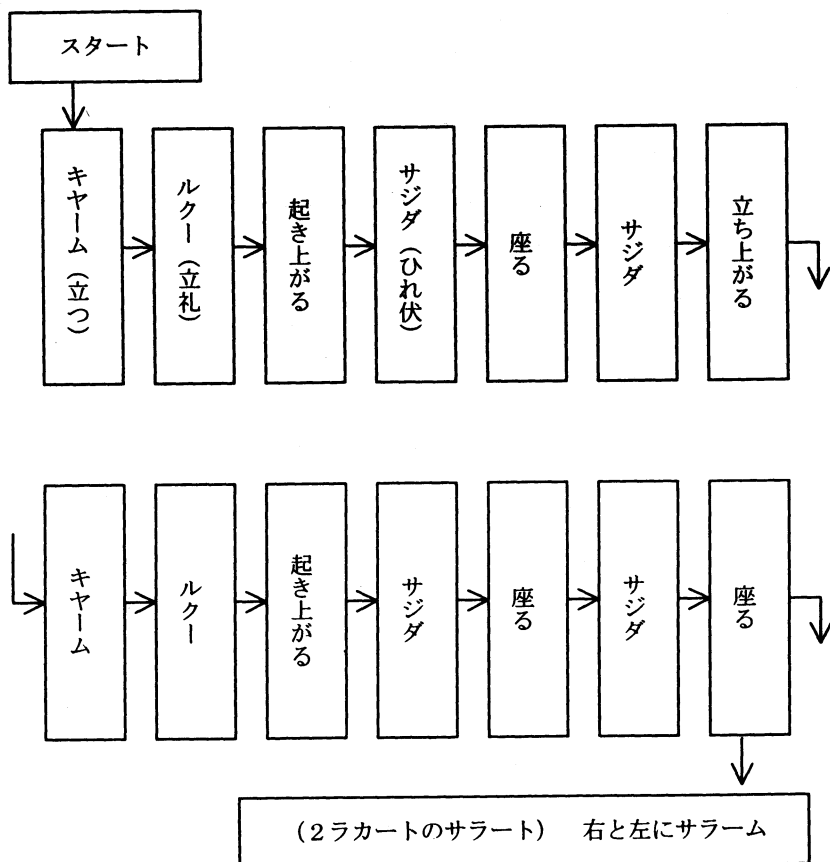 スタート
キヤーム(立つ)
ルクー(立礼)
起き上がる
サジダ(ひれ伏)
座る
サジダ
立ち上がる
キヤーム
ルクー
起き上がる
サジダ
座る
サジダ
座る
(2ラカートのサラート) 右と左にサラーム